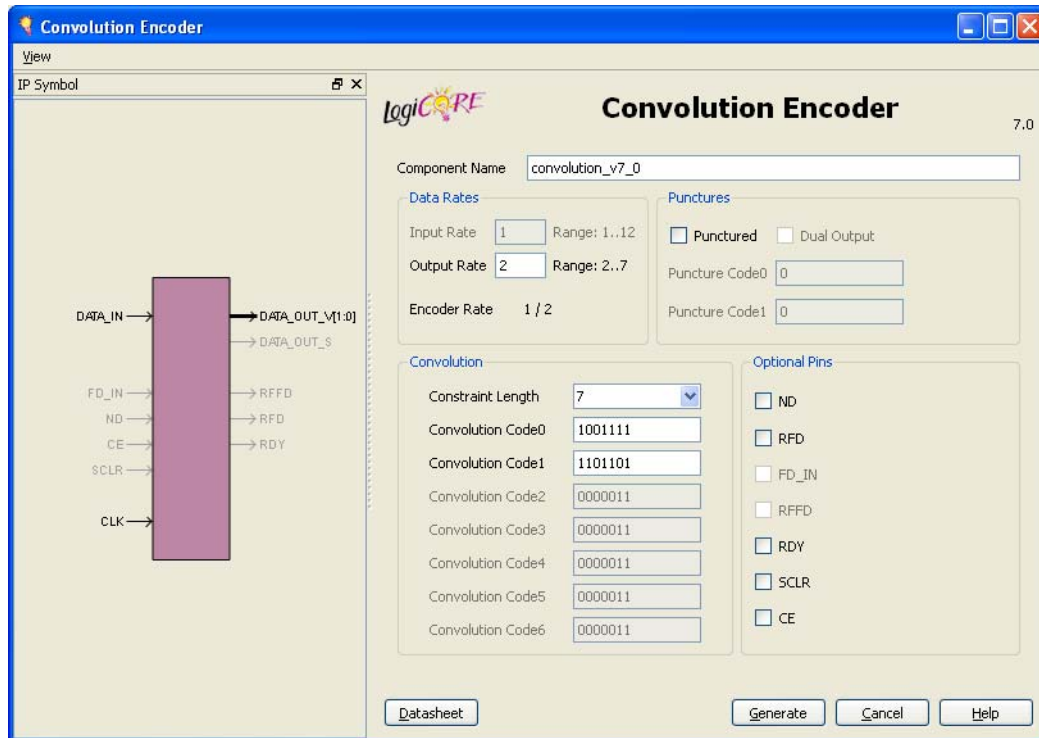 Convolution Encoder
View
IP Symbol
DATA_IN
FD_IN
ND
CE
SCLR
CLK
DATA_OUT_V[1:0]
DATA_OUT_S
RFFD
RFD
RDY
LogiCORE
Convolution Encoder
7.0
Component Name convolution_v7_0
Data Rates
Input Rate 1 Range: 1..12
Output Rate 2 Range: 2..7
Encoder Rate 1 / 2
Punctures
Punctured Dual Output
Puncture Code0 0
Puncture Code1 0
Convolution
Constraint Length 7
Convolution Code0 1001111
Convolution Code1 1101101
Convolution Code2 0000011
Convolution Code3 0000011
Convolution Code4 0000011
Convolution Code5 0000011
Convolution Code6 0000011
Optional Pins
ND
RFD
FD_IN
RFFD
RDY
SCLR
CE
Datasheet
Generate
Cancel
Help